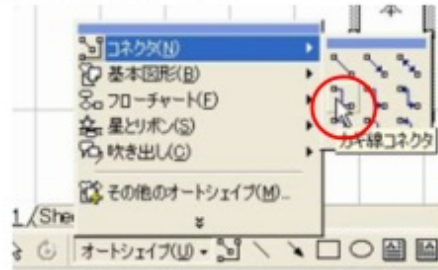 コネクタ(N)
基本図形(B)
フローチャート(F)
星とリボン(S)
吹き出し(C)
カギ線コネクタ
その他のオートシェイプ(M)...
1 / She
オートシェイプ(U)